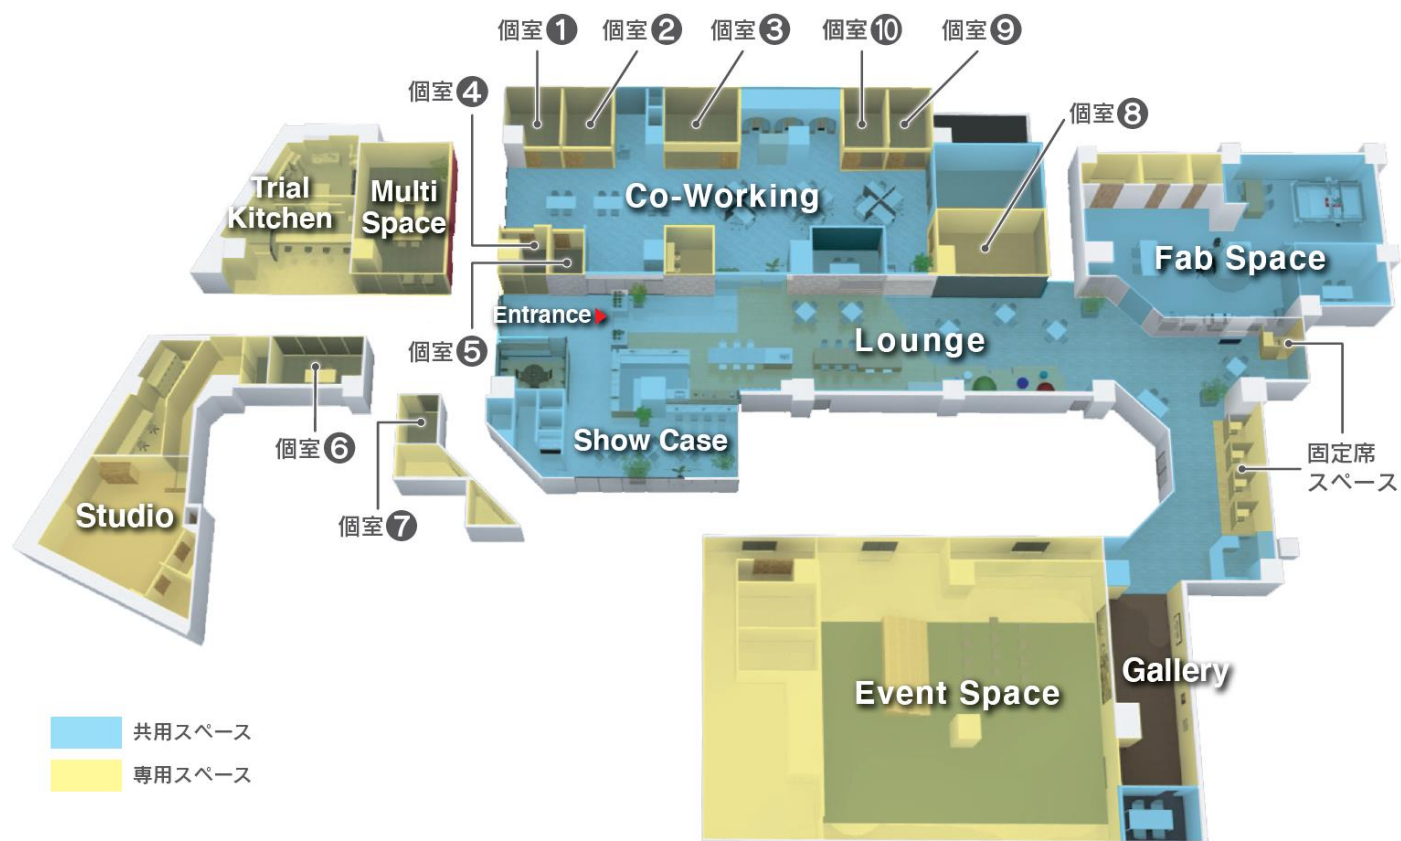 個室❶
個室❷
個室❸
個室❿
個室❾
個室❹
個室❽
Trial
Kitchen
Multi
Space
Co-Working
Fab Space
Entrance
Lounge
個室❺
個室❻
Show Case
固定席
スペース
Studio
個室❼
Event Space
Gallery
共用スペース
専用スペース